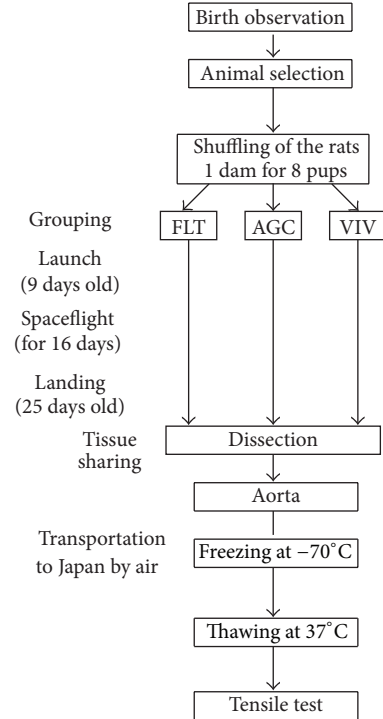 Birth observation
Animal selection
Shuffling of the rats
1 dam for 8 pups
Grouping
FLT
AGC
VIV
Launch
(9 days old)
Spaceflight
(for 16 days)
Landing
(25 days old)
Tissue
sharing
Dissection
Aorta
Transportation
to Japan by air
Freezing at −70°C
Thawing at 37°C
Tensile test